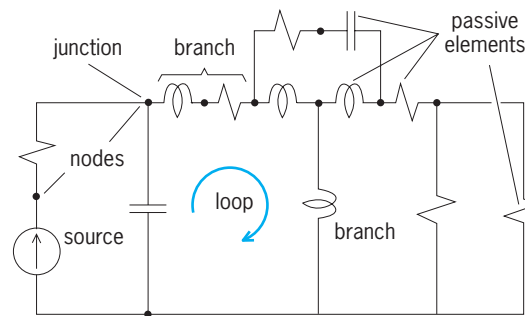 passive
elements
junction
branch
nodes
loop
source
branch